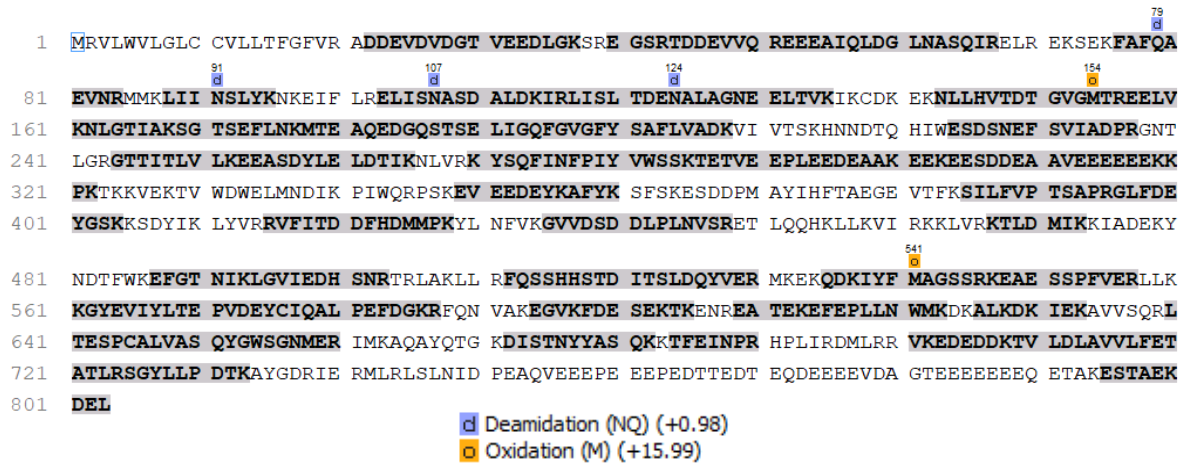 79
d
1 MRVLWVLGLC CVLLTFGFVR ADDEVDVDGT VEEDLGKSRE GSRTDDEVVQ REEEAIQLDG LNASQIRELR EKSEKFAFQA
91 107 124 154
d d d o
81 EVNRMMKLII NSLYKNKEIF LRELISNASD ALDKIRLISL TDENALAGNE ELTVKIKCDK EKNLLHVTDT GVGMTREELV
161 KNLGTIAKSG TSEFLNKMTE AQEDGQSTSE LIGQFGVGFY SAFLVADKVI VTSKHNNDTQ HIWESDSNEF SVIADPRGNT
241 LGRGTTITLV LKEEASDYLE LDTIKNLVRK YSQFINFPIY VWSSKTETVE EPLEEDEAAK EEKEESDDEA AVEEEEEEKK
321 PKTKKVEKTV WDWELMNDIK PIWQRPSKEV EEDEYKAFYK SFSKESDDPM AYIHFTAEGE VTFKSILFVP TSAPRGLFDE
401 YGSKKSDYIK LYVRRVFITD DFHDMMPKYL NFVKGVVDSD DLPLNVSRET LQQHKLLKVI RKKLVRKTLD MIKKIADEKY
541
o
481 NDTFWKEFGT NIKLGVIEDH SNRTRLAKLL RFQSSHHSTD ITSLDQYVER MKEKQDKIYF MAGSSRKEAE SSPFVERLLK
561 KGYEVIYLTE PVDEYCIQAL PEFDGKRFQN VAKEGVKFDE SEKTKENREA TEKEFEPLLN WMKDKALKDK IEKAVVSQRL
641 TESPCALVAS QYGWSGNMER IMKAQAYQTG KDISTNYYAS QKKTFEINPR HPLIRDMLRR VKEDEDDKTV LDLAVVLFET
721 ATLRSGYLLP DTKAYGDRIE RMLRLSLNID PEAQVEEEPE EEPEDTTEDT EQDEEEEVDA GTEEEEEEEQ ETAKESTAEK
801 DEL
d Deamidation (NQ) (+0.98)
o Oxidation (M) (+15.99)